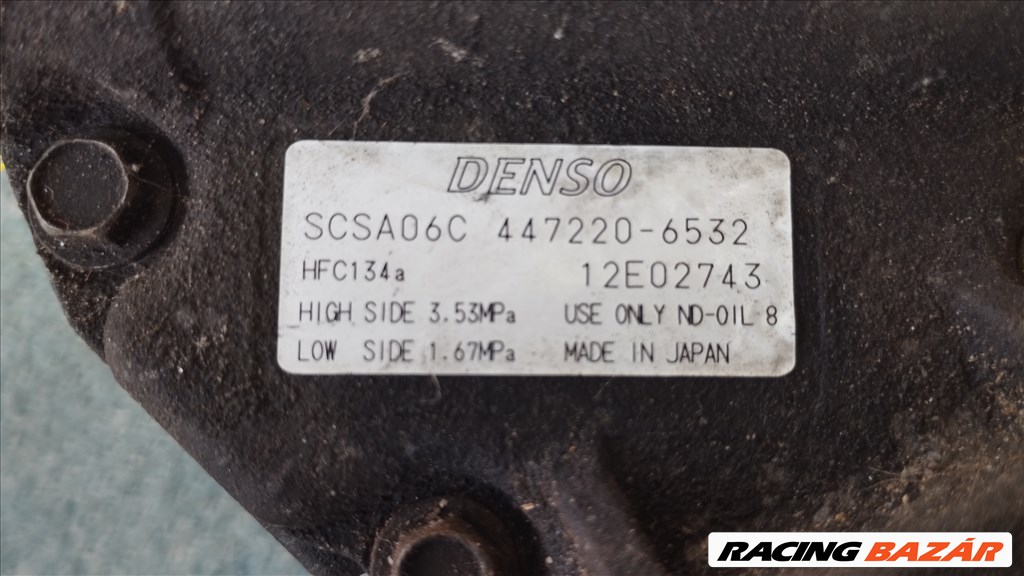 DENSO
SCSA06C 447220-6532
HFC134a 12E02743
HIGH SIDE 3.53MPa USE ONLY ND-OIL 8
LOW SIDE 1.67MPa MADE IN JAPAN
RACING BAZÁR